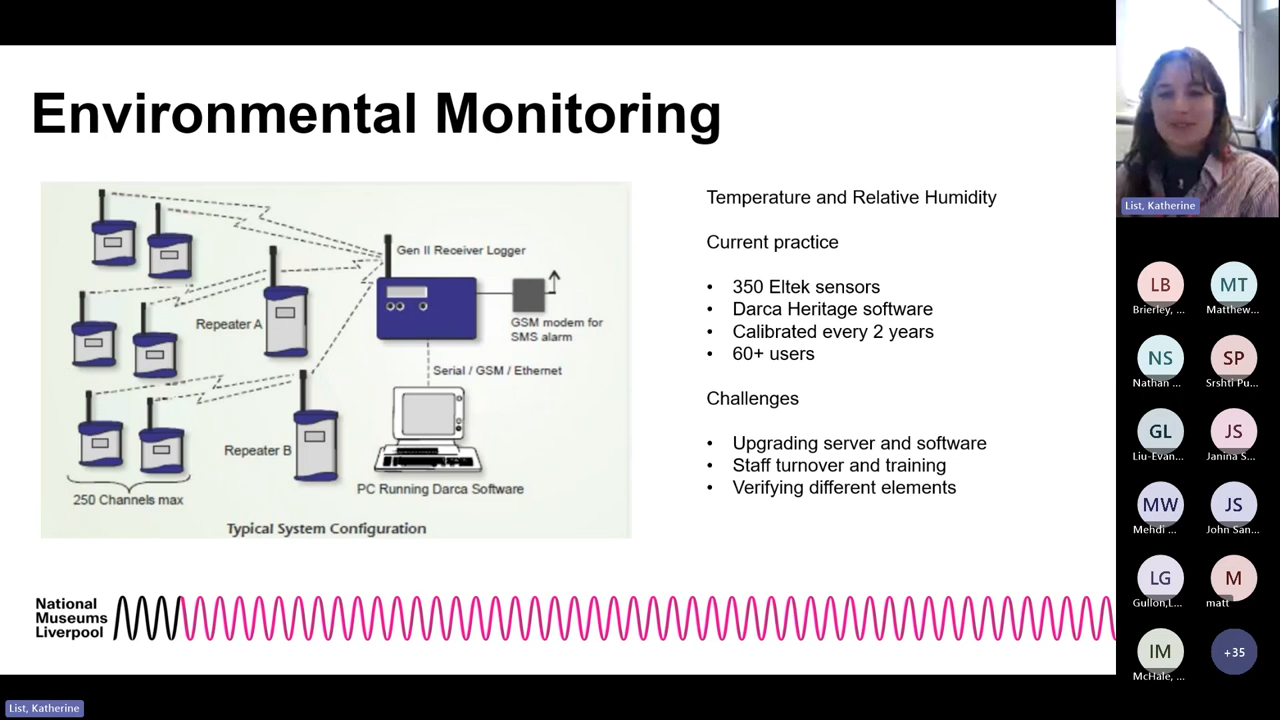 Environmental Monitoring
Gen II Receiver Logger
Repeater A
GSM modem for
SMS alarm
Serial / GSM / Ethernet
Repeater B
250 Channels max
PC Running Darca Software
Typical System Configuration
Temperature and Relative Humidity
Current practice
• 350 Eltek sensors
• Darca Heritage software
• Calibrated every 2 years
• 60+ users
Challenges
• Upgrading server and software
• Staff turnover and training
• Verifying different elements
National
Museums
Liverpool
List, Katherine
LB
Brierley, ...
MT
Matthew...
NS
Nathan ...
SP
Srshti Pu...
GL
Liu-Evan...
JS
Janina S...
MW
Mehdi ...
JS
John San...
LG
Gullon,L...
M
matt
IM
McHale, ...
+35
List, Katherine